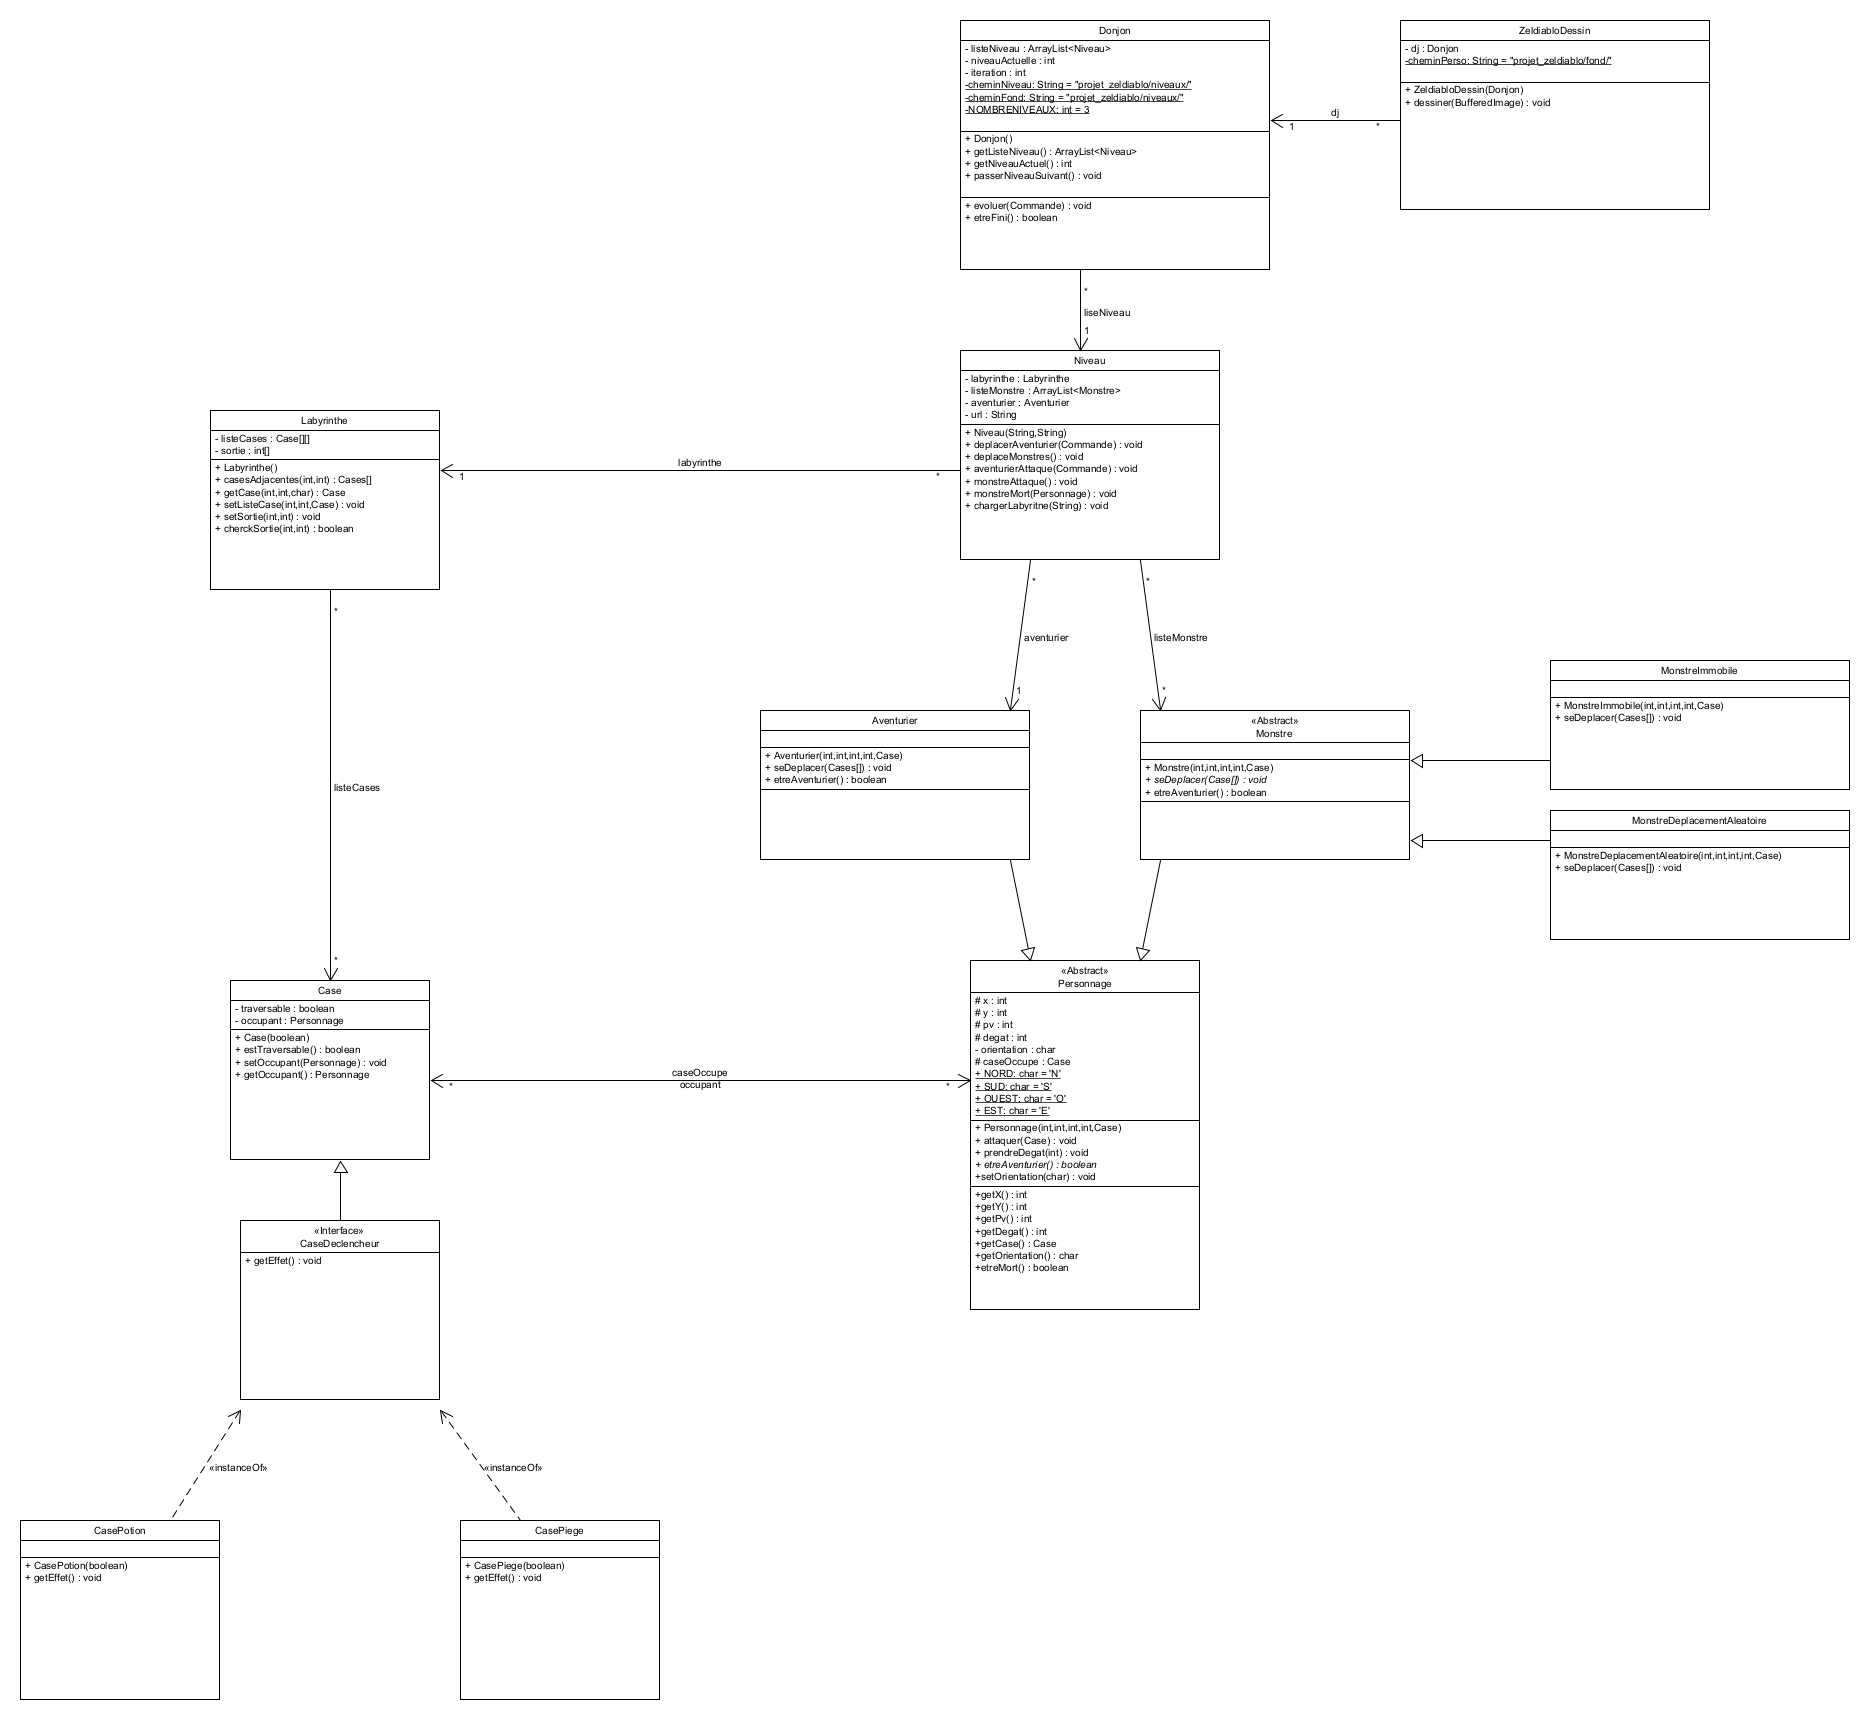 Donjon
- listeNiveau : ArrayList<Niveau>
- niveauActuelle : int
- iteration : int
-cheminNiveau: String = "projet_zeldiablo/niveaux/"
-cheminFond: String = "projet_zeldiablo/niveaux/"
-NOMBRENIVEAUX: int = 3
+ Donjon()
+ getListeNiveau() : ArrayList<Niveau>
+ getNiveauActuel() : int
+ passerNiveauSuivant() : void
+ evoluer(Commande) : void
+ etreFini() : boolean
ZeldiabloDessin
- dj : Donjon
-cheminPerso: String = "projet_zeldiablo/fond/"
+ ZeldiabloDessin(Donjon)
+ dessiner(BufferedImage) : void
dj
1
*
*
liseNiveau
1
Niveau
- labyrinthe : Labyrinthe
- listeMonstre : ArrayList<Monstre>
- aventurier : Aventurier
- url : String
+ Niveau(String,String)
+ deplacerAventurier(Commande) : void
+ deplaceMonstres() : void
+ aventurierAttaque(Commande) : void
+ monstreAttaque() : void
+ monstreMort(Personnage) : void
+ chargerLabyritne(String) : void
Labyrinthe
- listeCases : Case[][]
- sortie : int[]
+ Labyrinthe()
+ casesAdjacentes(int,int) : Cases[]
+ getCase(int,int,char) : Case
+ setListeCase(int,int,Case) : void
+ setSortie(int,int) : void
+ cherckSortie(int,int) : boolean
labyrinthe
1
*
*
listeCases
*
*
aventurier
1
*
listeMonstre
*
Aventurier
+ Aventurier(int,int,int,int,Case)
+ seDeplacer(Cases[]) : void
+ etreAventurier() : boolean
«Abstract»
Monstre
+ Monstre(int,int,int,int,Case)
+ seDeplacer(Case[]) : void
+ etreAventurier() : boolean
MonstreImmobile
+ MonstreImmobile(int,int,int,int,Case)
+ seDeplacer(Cases[]) : void
MonstreDeplacementAleatoire
+ MonstreDeplacementAleatoire(int,int,int,int,Case)
+ seDeplacer(Cases[]) : void
Case
- traversable : boolean
- occupant : Personnage
+ Case(boolean)
+ estTraversable() : boolean
+ setOccupant(Personnage) : void
+ getOccupant() : Personnage
caseOccupe
occupant
*
*
«Abstract»
Personnage
# x : int
# y : int
# pv : int
# degat : int
- orientation : char
# caseOccupe : Case
+ NORD: char = 'N'
+ SUD: char = 'S'
+ OUEST: char = 'O'
+ EST: char = 'E'
+ Personnage(int,int,int,int,Case)
+ attaquer(Case) : void
+ prendreDegat(int) : void
+ etreAventurier() : boolean
+setOrientation(char) : void
+getX() : int
+getY() : int
+getPv() : int
+getDegat() : int
+getCase() : Case
+getOrientation() : char
+etreMort() : boolean
«Interface»
CaseDeclencheur
+ getEffet() : void
«instanceOf»
«instanceOf»
CasePotion
+ CasePotion(boolean)
+ getEffet() : void
CasePiege
+ CasePiege(boolean)
+ getEffet() : void